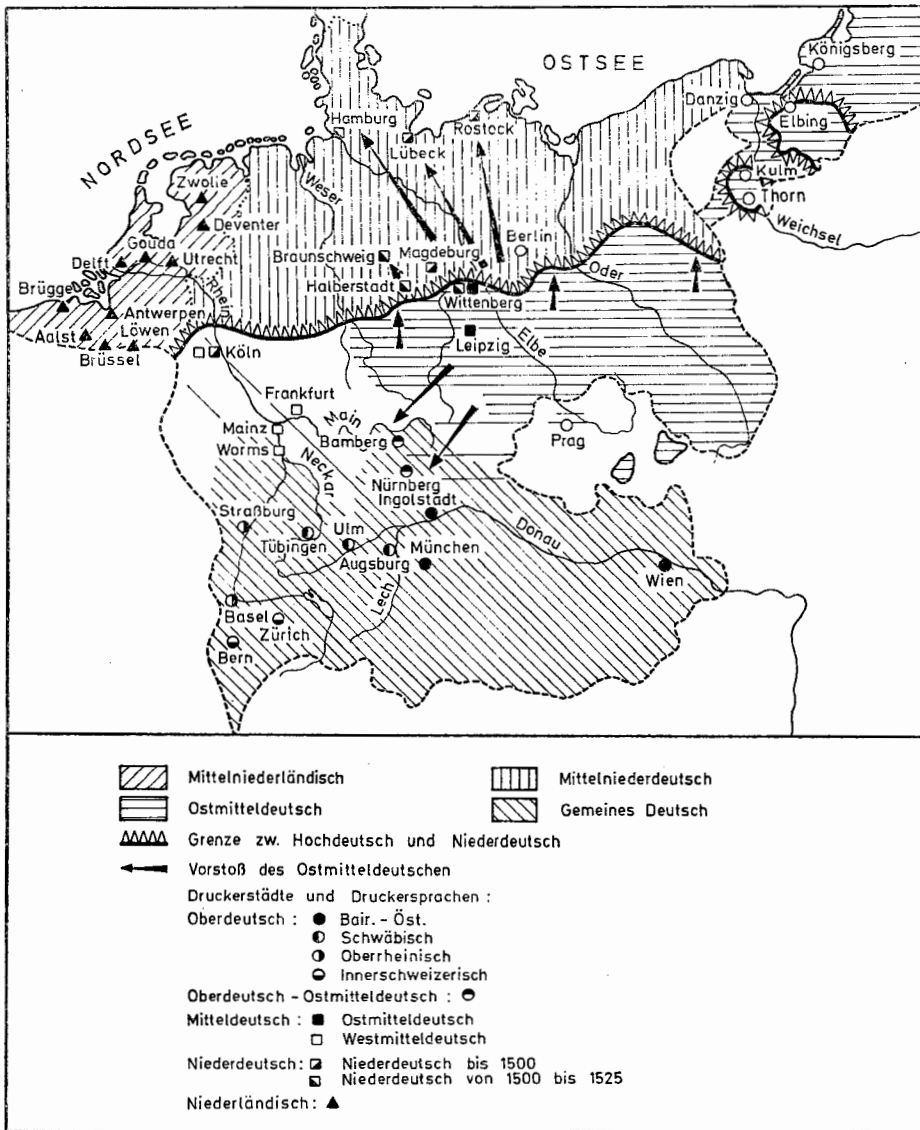 NORDSEE
OSTSEE
Königsberg
Danzig
Elbing
Hamburg
Rostock
Lübeck
Kulm
Thorn
Weichsel
Zwolle
Weser
Deventer
Berlin
Gouda
Braunschweig
Magdeburg
Delft
Utrecht
Oder
Halberstadt
Brügge
Rhein
Wittenberg
Antwerpen
Aalst
Löwen
Leipzig
Elbe
Brüssel
Köln
Frankfurt
Main
Mainz
Bamberg
Prag
Worms
Neckar
Nürnberg
Ingolstadt
Straßburg
Ulm
Donau
Tübingen
München
Augsburg
Wien
Lech
Basel
Zürich
Bern
Mittelniederländisch
Mittelniederdeutsch
Ostmitteldeutsch
Gemeines Deutsch
Grenze zw. Hochdeutsch und Niederdeutsch
Vorstoß des Ostmitteldeutschen
Druckerstädte und Druckersprachen :
Oberdeutsch : Bair. - Öst.
Schwäbisch
Oberrheinisch
Innerschweizerisch
Oberdeutsch - Ostmitteldeutsch :
Mitteldeutsch : Ostmitteldeutsch
Westmitteldeutsch
Niederdeutsch : Niederdeutsch bis 1500
Niederdeutsch von 1500 bis 1525
Niederländisch :